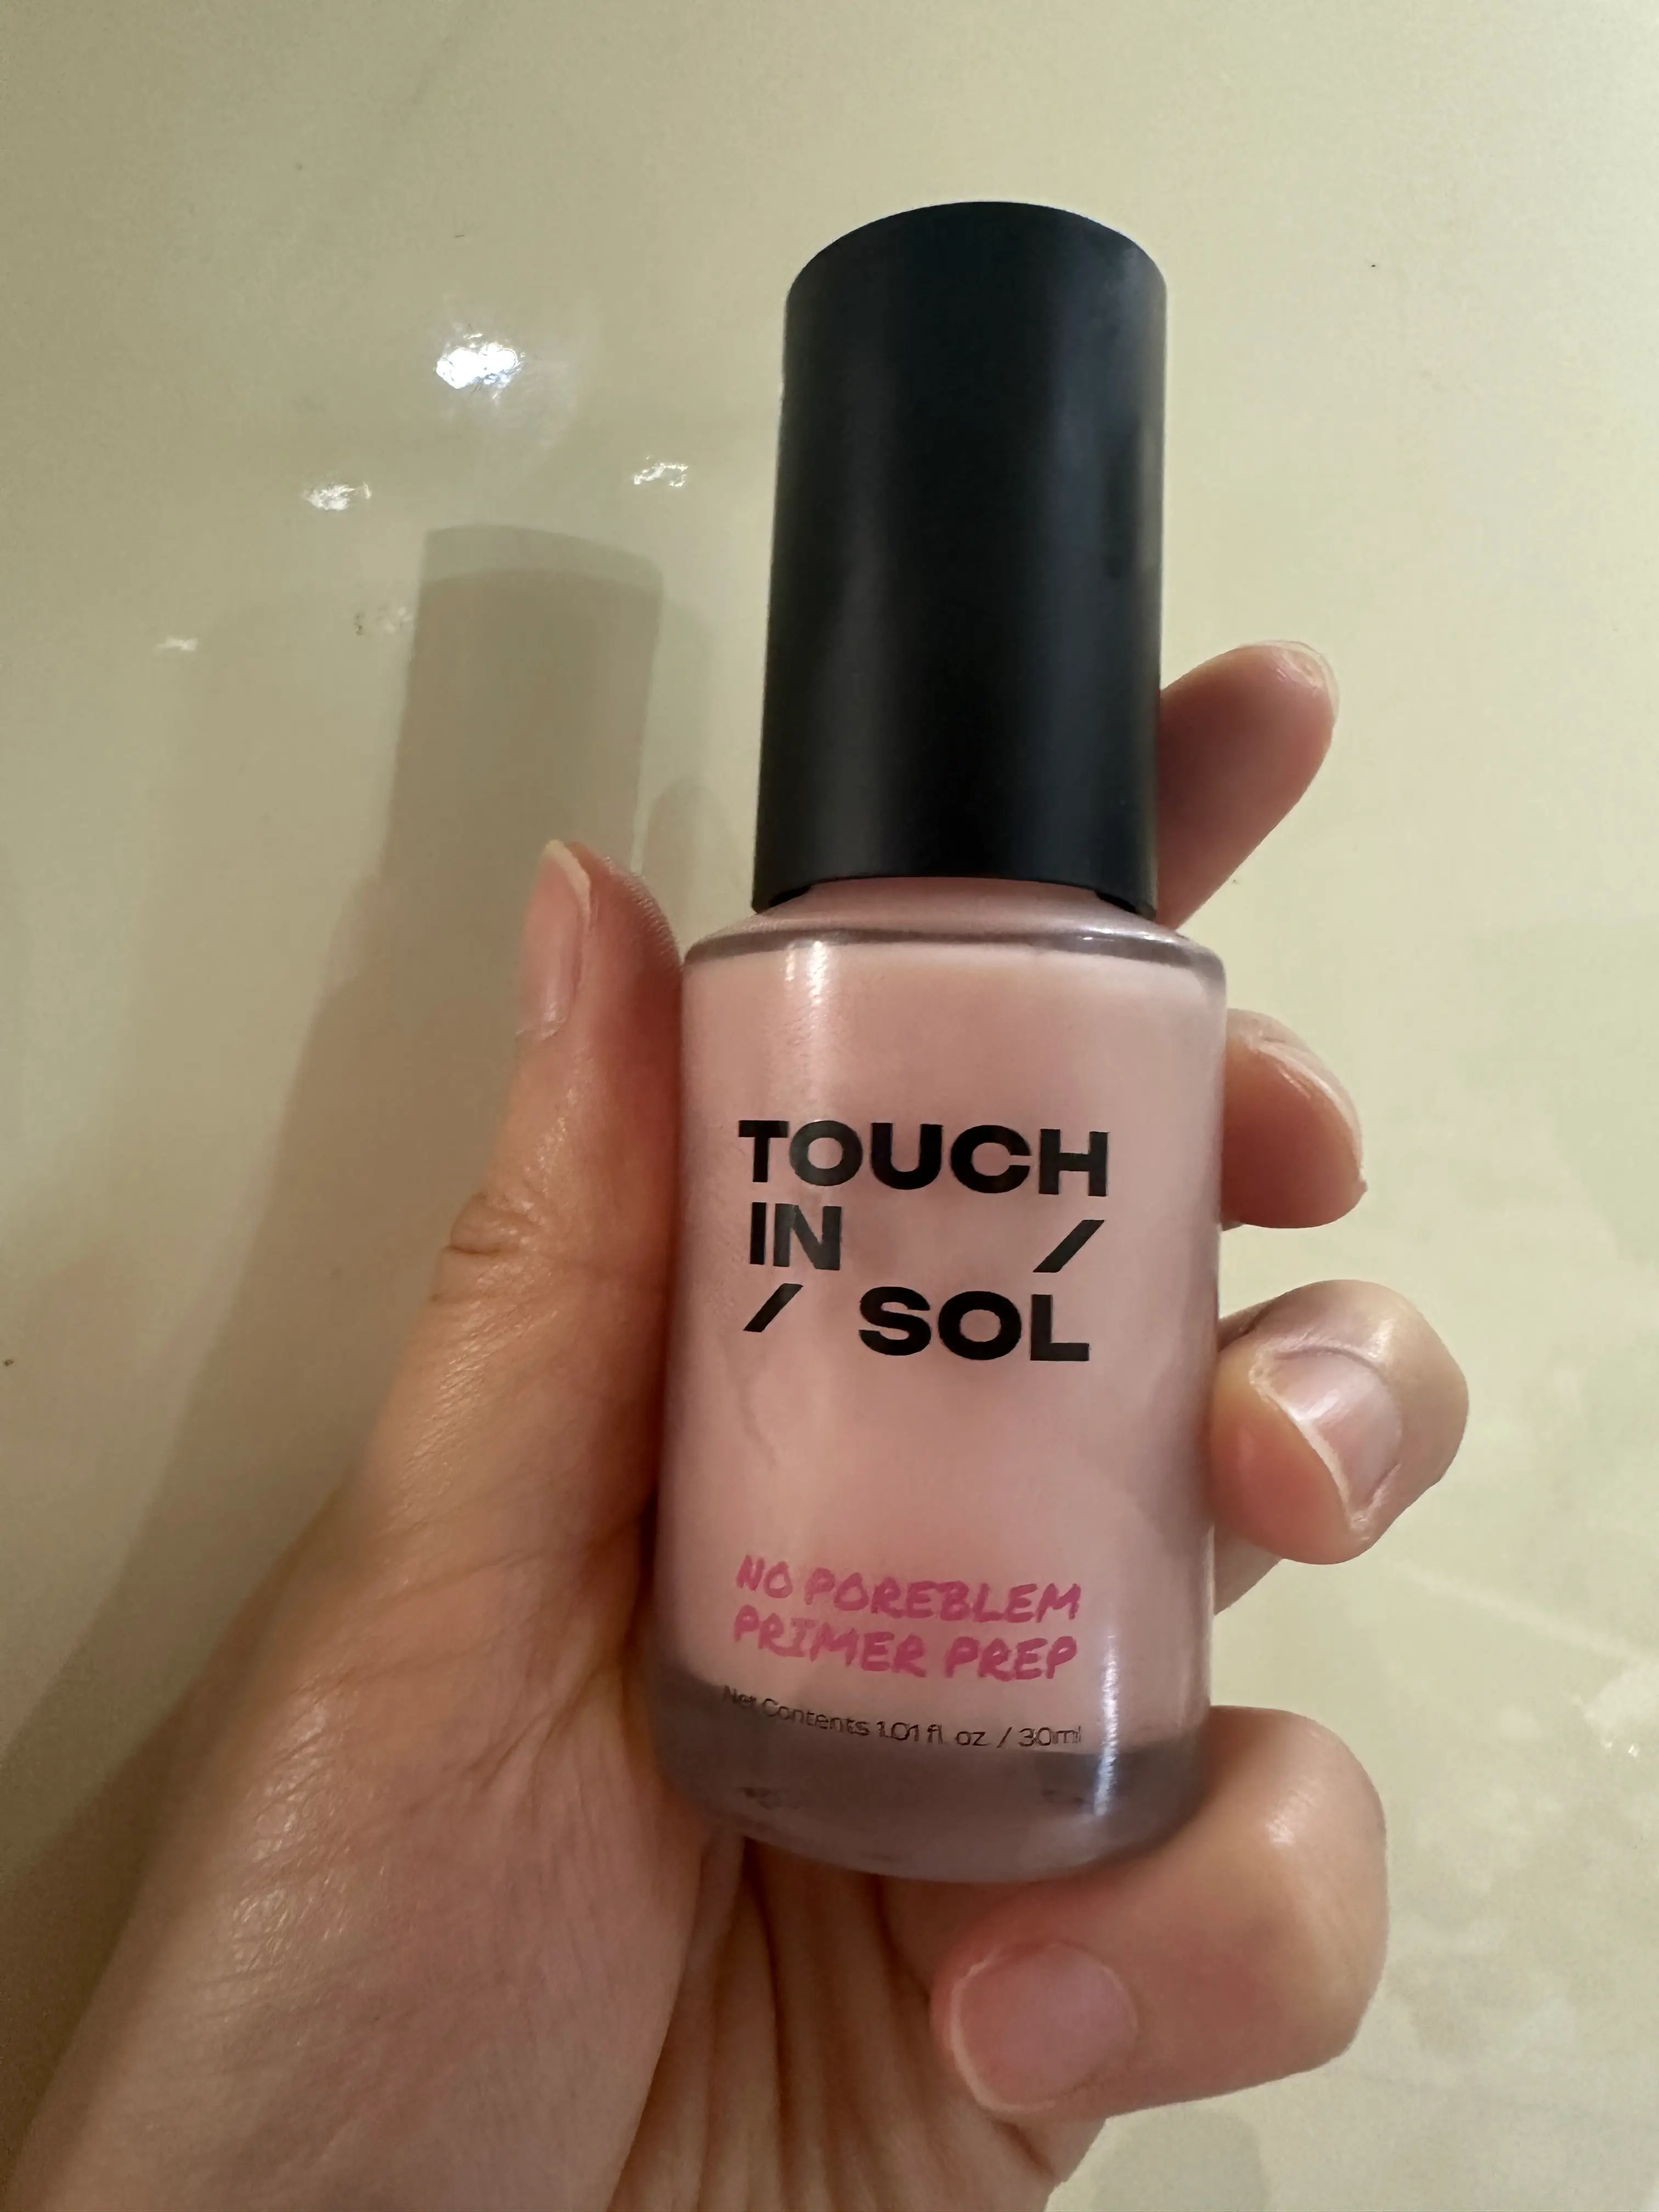 TOUCH
IN /
/ SOL
NO POREBLEM
PRIMER PREP
Net Contents 1.01 fl. oz. / 30ml